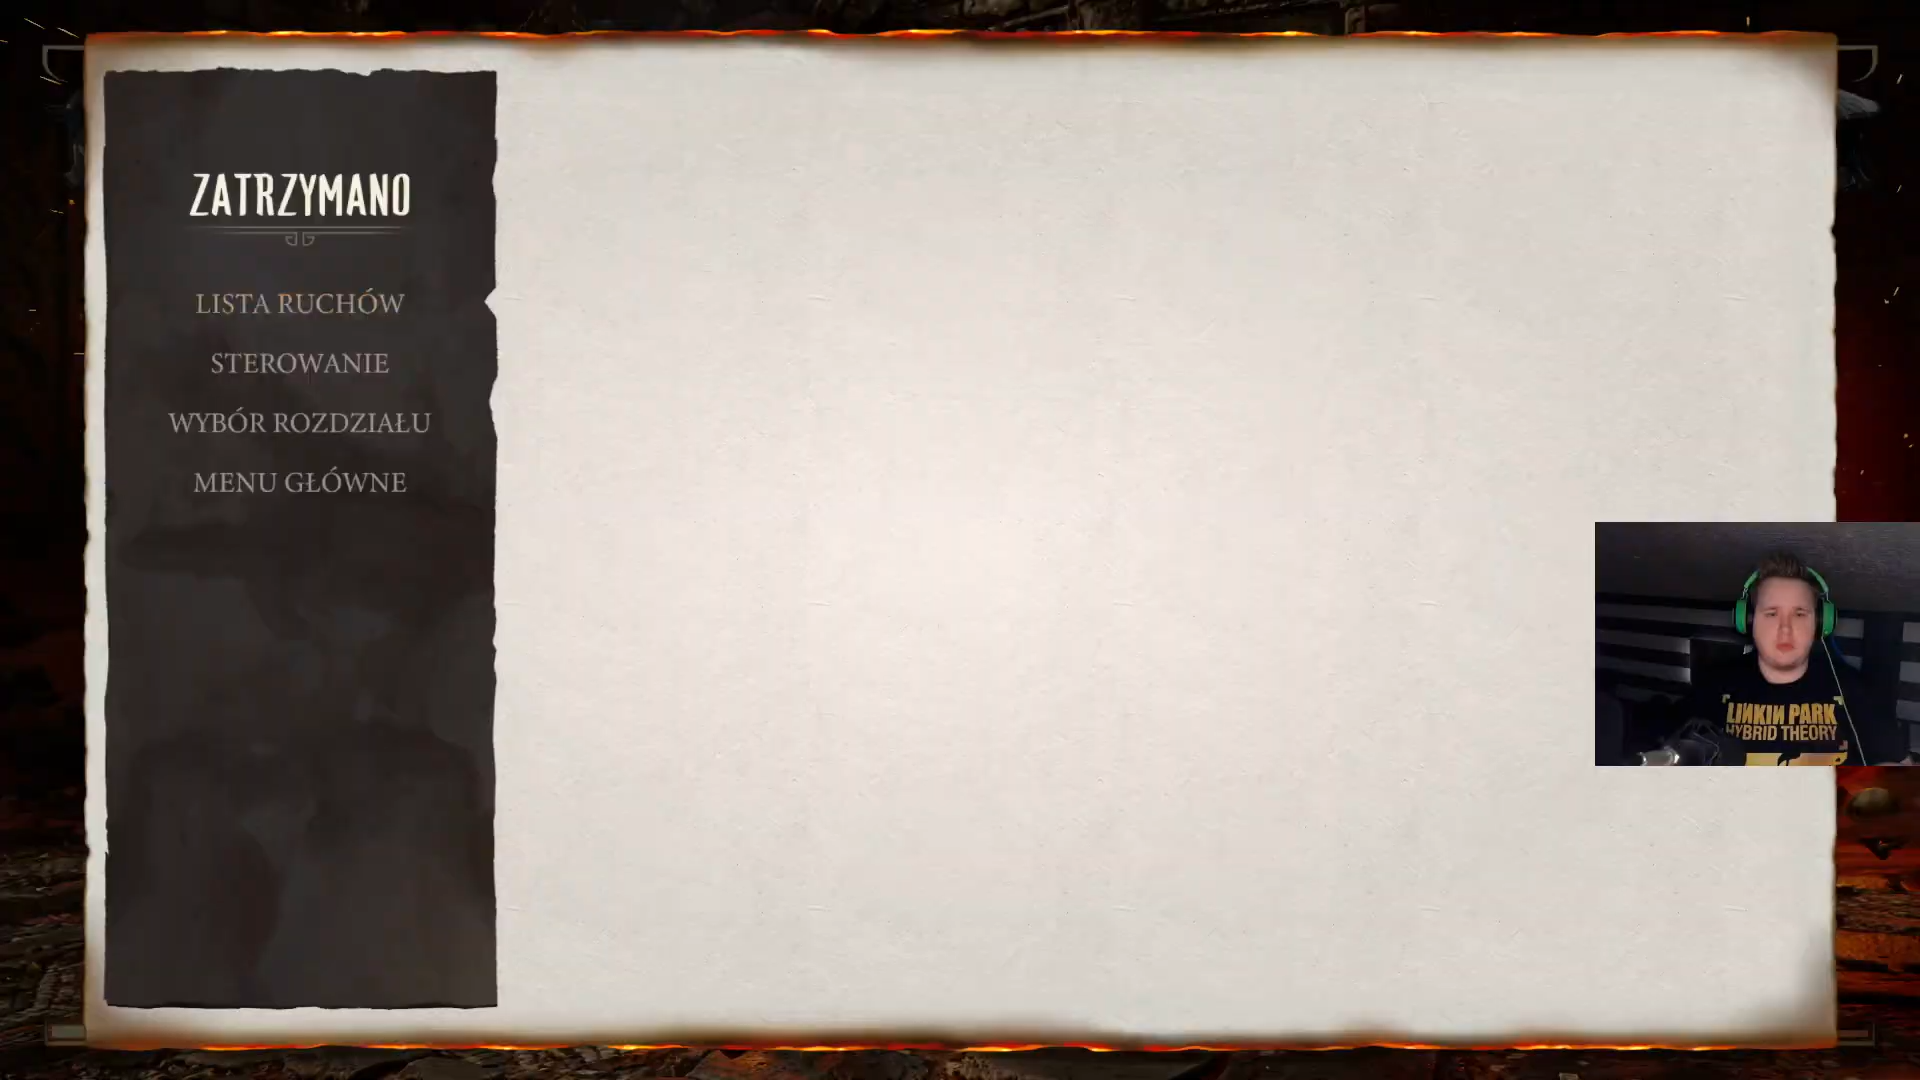 ZATRZYMANO
LISTA RUCHÓW
STEROWANIE
WYBÓR ROZDZIAŁU
MENU GŁÓWNE
LINKIN PARK
HYBRID THEORY